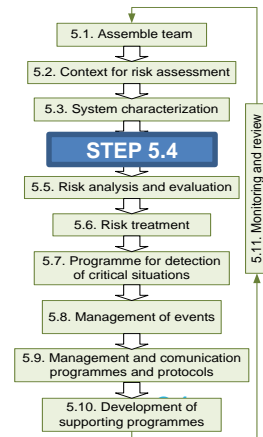 5.1. Assemble team
5.2. Context for risk assessment
5.3. System characterization
STEP 5.4
5.5. Risk analysis and evaluation
5.6. Risk treatment
5.7. Programme for detection
of critical situations
5.8. Management of events
5.9. Management and comunication
programmes and protocols
5.10. Development of
supporting programmes
5.11. Monitoring and review